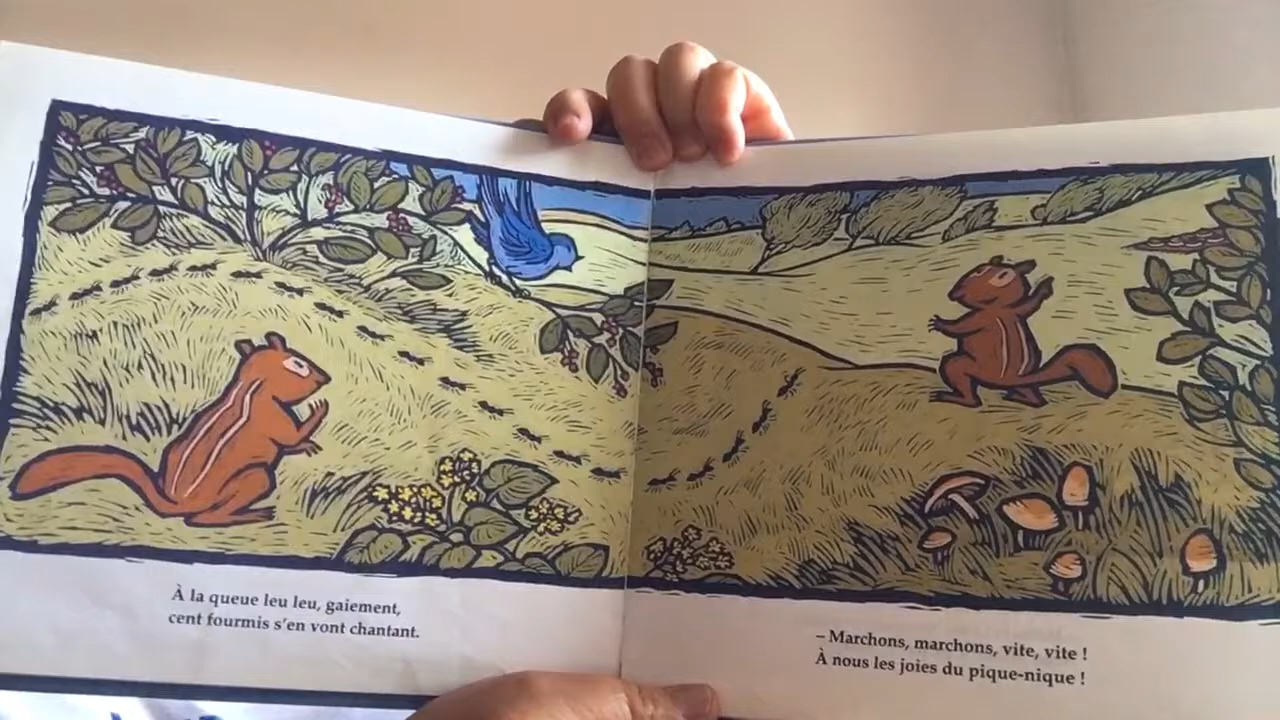 À la queue leu leu, gaiement,
cent fourmis s'en vont chantant.
– Marchons, marchons, vite, vite !
À nous les joies du pique-nique !